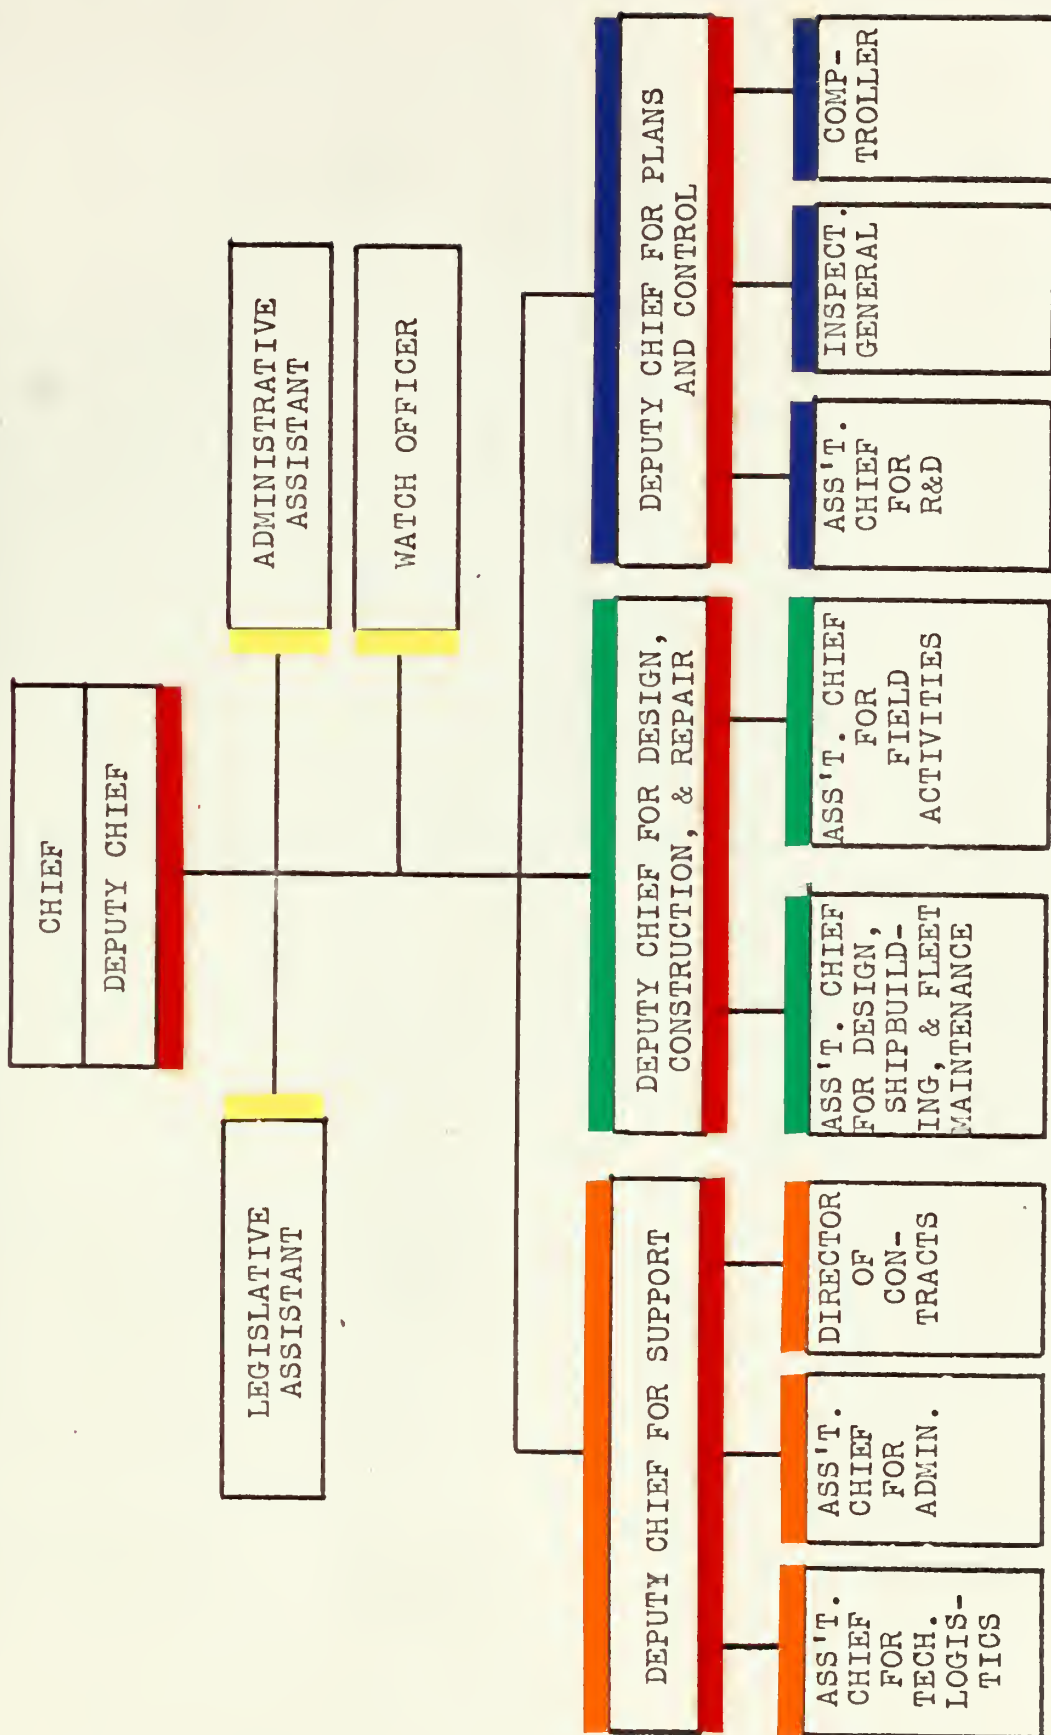 CHIEF
DEPUTY CHIEF
LEGISLATIVE
ASSISTANT
ADMINISTRATIVE
ASSISTANT
WATCH OFFICER
DEPUTY CHIEF FOR SUPPORT
DEPUTY CHIEF FOR DESIGN,
CONSTRUCTION, & REPAIR
DEPUTY CHIEF FOR PLANS
AND CONTROL
ASS'T.
CHIEF
FOR
TECH.
LOGIS-
TICS
ASS'T.
CHIEF
FOR
ADMIN.
DIRECTOR
OF
CON-
TRACTS
ASS'T. CHIEF
FOR DESIGN,
SHIPBUILD-
ING, & FLEET
MAINTENANCE
ASS'T. CHIEF
FOR
FIELD
ACTIVITIES
ASS'T.
CHIEF
FOR
R&D
INSPECT.
GENERAL
COMP-
TROLLER